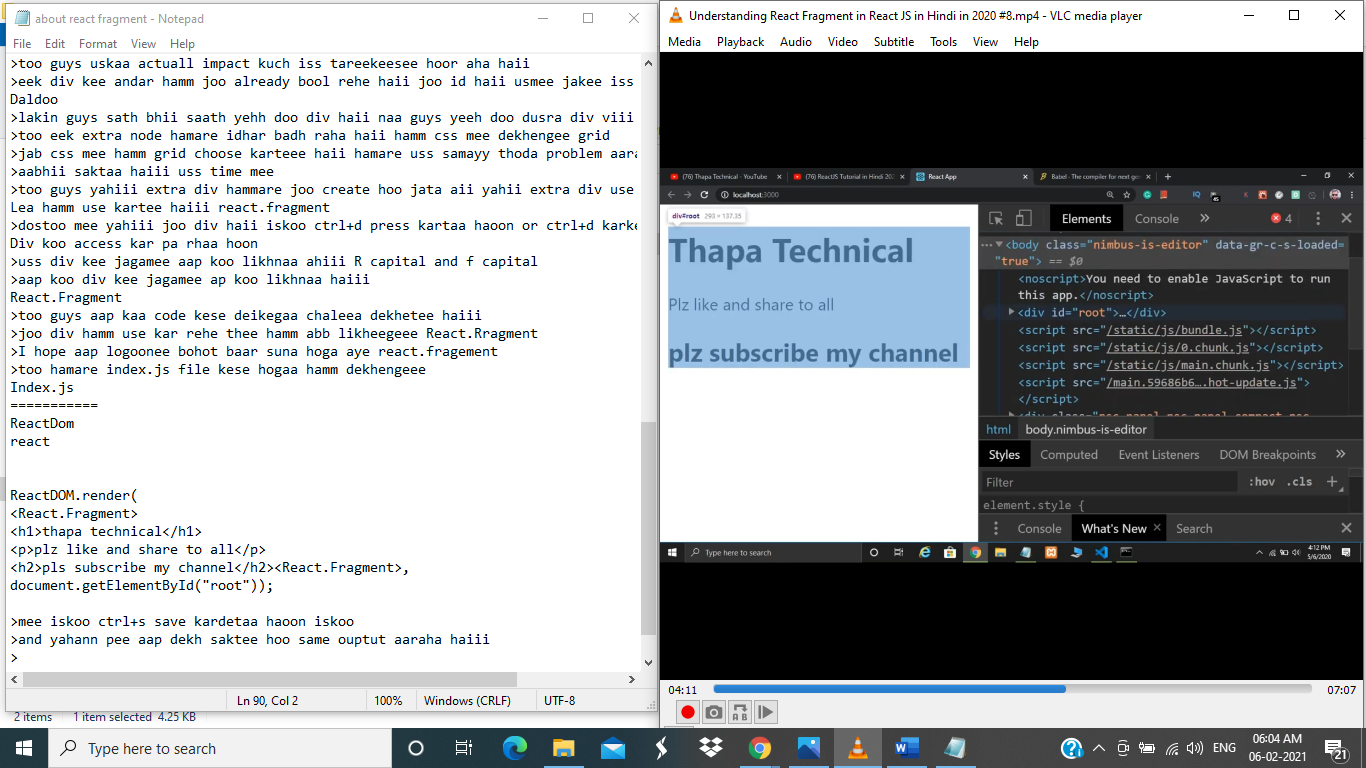 about react fragment - Notepad
File Edit Format View Help
>too guys uskaa actuall impact kuch iss tareekeesee hoor aha haii
>eek div kee andar hamm joo already bool rehe haii joo id haii usmee jakee iss
Daldoo
>lakin guys sath bhii saath yehh doo div haii naa guys yeeh doo dusra div viii
>too eek extra node hamare idhar badh raha haii hamm css mee dekhengee grid
>jab css mee hamm grid choose karteee haii hamare uss samayy thoda problem aara
>aabhii saktaa haiii uss time mee
>too guys yahiii extra div hammare joo create hoo jata aii yahii extra div use
Lea hamm use kartee haiii react.fragment
>dostoo mee yahiii joo div haii iskoo ctrl+d press kartaa haoon or ctrl+d karke
Div koo access kar pa rhaa hoon
>uss div kee jagamee aap koo likhnaa ahiii R capital and f capital
>aap koo div kee jagamee ap koo likhnaa haiii
React.Fragment
>too guys aap kaa code kese deikegaa chaleea dekhetee haiii
>joo div hamm use kar rehe thee hamm abb likheegeee React.Rragment
>I hope aap logoonee bohot baar suna hoga aye react.fragement
>too hamare index.js file kese hogaa hamm dekhengeee
Index.js
===========
ReactDom
react
ReactDOM.render(
<React.Fragment>
<h1>thapa technical</h1>
<p>plz like and share to all</p>
<h2>pls subscribe my channel</h2><React.Fragment>,
document.getElementById("root"));
>mee iskoo ctrl+s save kardetaa haoon iskoo
>and yahann pee aap dekh saktee hoo same ouptut aaraha haiii
>
Ln 90, Col 2 100% Windows (CRLF) UTF-8
2 items 1 item selected 4.25 KB
Understanding React Fragment in React JS in Hindi in 2020 #8.mp4 - VLC media player
Media Playback Audio Video Subtitle Tools View Help
(76) Thapa Technical - YouTube (76) ReactJS Tutorial in Hindi 202 React App Babel - The compiler for next ge
localhost:3000
div#root 293 × 137.35
Thapa Technical
Plz like and share to all
plz subscribe my channel
Elements Console » 4
…▼<body class="nimbus-is-editor" data-gr-c-s-loaded=
"true"> == $0
<noscript>You need to enable JavaScript to run
this app.</noscript>
▶<div id="root">…</div>
<script src="/static/js/bundle.js"></script>
<script src="/static/js/0.chunk.js"></script>
<script src="/static/js/main.chunk.js"></script>
<script src="/main.59686b6….hot-update.js">
</script>
html body.nimbus-is-editor
Styles Computed Event Listeners DOM Breakpoints »
Filter :hov .cls +
element.style {
Console What's New × Search
Type here to search
4:12 PM
5/6/2020
04:11 07:07
Type here to search
ENG
06:04 AM
06-02-2021
21